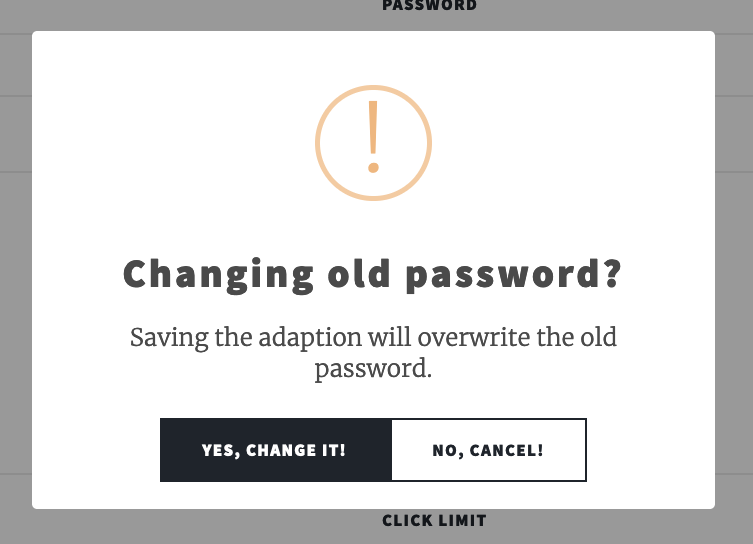 PASSWORD
!
Changing old password?
Saving the adaption will overwrite the old
password.
YES, CHANGE IT!
NO, CANCEL!
CLICK LIMIT